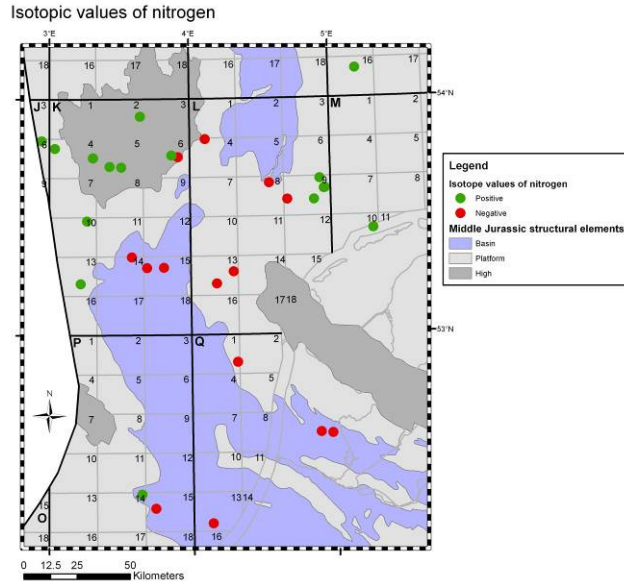 Isotopic values of nitrogen
3°E 4°E 5°E
18 16 17 18 16 17 18 16 17
54°N
J 3 K 1 2 3 L 1 2 3 M 1 2
6 4 5 6 4 5 6 4 5
9 7 8 9 7 8 9 7 8
10 11 12 10 11 12 10 11
13 14 15 13 14 15
16 17 18 16 17 18
53°N
P 1 2 3 Q 1 2
4 5 6 4 5
7 8 9 7 8
10 11 12 10 11
15 13 14 15 13 14
O
18 16 17 18 16
N
0 12.5 25 50
Kilometers
Legend
Isotope values of nitrogen
Positive
Negative
Middle Jurassic structural elements
Basin
Platform
High